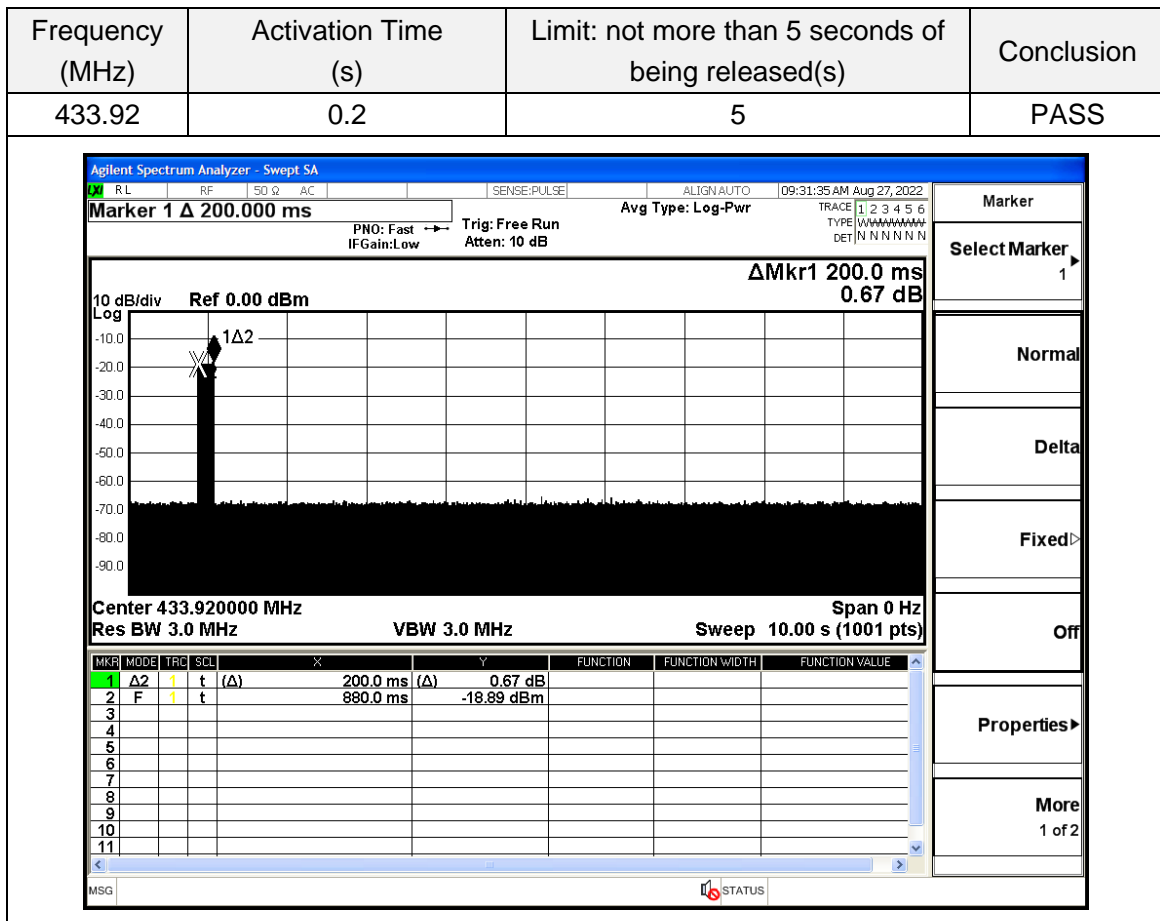 Frequency (MHz) Activation Time (s) Limit: not more than 5 seconds of being released(s) Conclusion
433.92 0.2 5 PASS
Agilent Spectrum Analyzer - Swept SA
LXI RL RF 50 Ω AC SENSE:PULSE ALIGN AUTO 09:31:35 AM Aug 27, 2022
Marker 1 Δ 200.000 ms
PNO: Fast
IFGain:Low
Trig: Free Run
Atten: 10 dB
Avg Type: Log-Pwr
TRACE 1 2 3 4 5 6
TYPE WWWWWW
DET N N N N N N
ΔMkr1 200.0 ms
0.67 dB
10 dB/div Ref 0.00 dBm
Log
1Δ2
-10.0
-20.0
-30.0
-40.0
-50.0
-60.0
-70.0
-80.0
-90.0
Center 433.920000 MHz Span 0 Hz
Res BW 3.0 MHz VBW 3.0 MHz Sweep 10.00 s (1001 pts)
MKR MODE TRC SCL X Y FUNCTION FUNCTION WIDTH FUNCTION VALUE
1 Δ2 1 t (Δ) 200.0 ms (Δ) 0.67 dB
2 F 1 t 880.0 ms -18.89 dBm
3
4
5
6
7
8
9
10
11
MSG STATUS
Marker
Select Marker
1
Normal
Delta
Fixed
Off
Properties
More
1 of 2